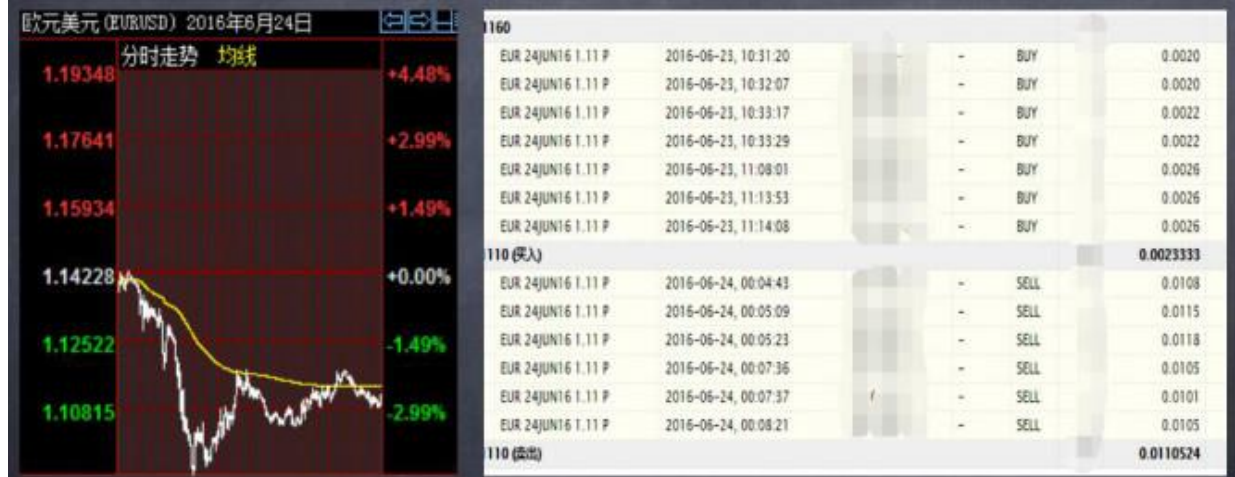 欧元美元(EURUSD) 2016年6月24日
分时走势 均线
1.19348 +4.48%
1.17641 +2.99%
1.15934 +1.49%
1.14228 +0.00%
1.12522 -1.49%
1.10815 -2.99%
1160
EUR 24JUN16 1.11 P 2016-06-23, 10:31:20 - BUY 0.0020
EUR 24JUN16 1.11 P 2016-06-23, 10:32:07 - BUY 0.0020
EUR 24JUN16 1.11 P 2016-06-23, 10:33:17 - BUY 0.0022
EUR 24JUN16 1.11 P 2016-06-23, 10:33:29 - BUY 0.0022
EUR 24JUN16 1.11 P 2016-06-23, 11:08:01 - BUY 0.0026
EUR 24JUN16 1.11 P 2016-06-23, 11:13:53 - BUY 0.0026
EUR 24JUN16 1.11 P 2016-06-23, 11:14:08 - BUY 0.0026
1110 (买入) 0.0023333
EUR 24JUN16 1.11 P 2016-06-24, 00:04:43 - SELL 0.0108
EUR 24JUN16 1.11 P 2016-06-24, 00:05:09 - SELL 0.0115
EUR 24JUN16 1.11 P 2016-06-24, 00:05:23 - SELL 0.0118
EUR 24JUN16 1.11 P 2016-06-24, 00:07:36 - SELL 0.0105
EUR 24JUN16 1.11 P 2016-06-24, 00:07:37 - SELL 0.0101
EUR 24JUN16 1.11 P 2016-06-24, 00:08:21 - SELL 0.0105
1110 (卖出) 0.0110524